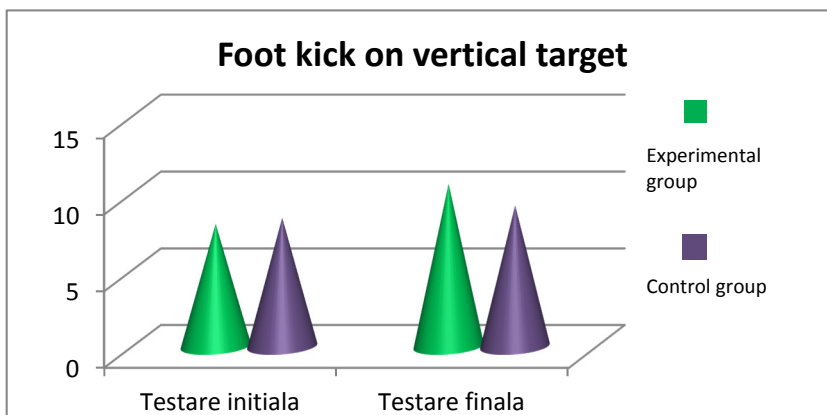 Foot kick on vertical target
15
10
5
0
Testare initiala
Testare finala
Experimental
group
Control group